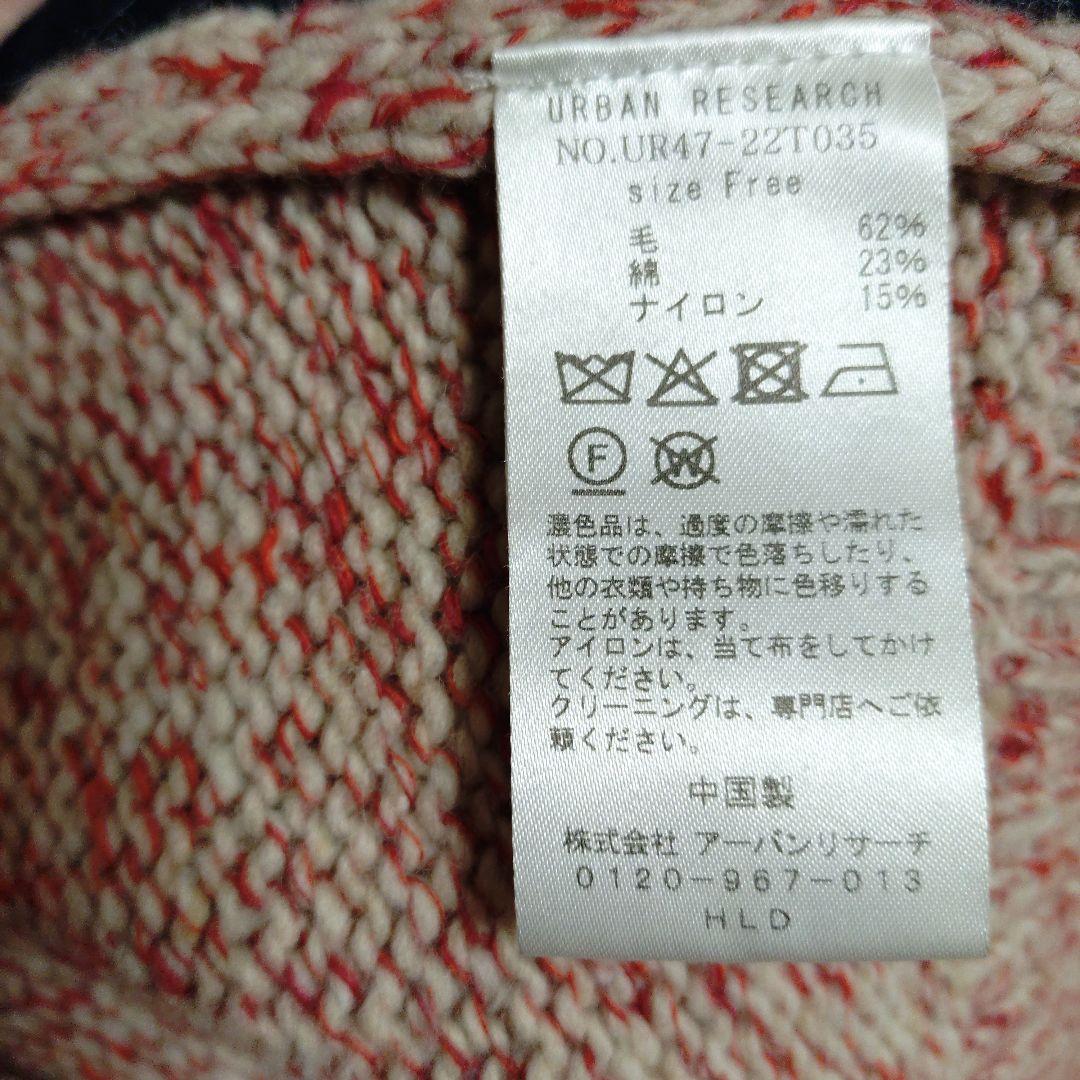 URBAN RESEARCH
NO.UR47-22T035
size Free
毛 62%
綿 23%
ナイロン 15%
F W
濃色品は、過度の摩擦や濡れた
状態での摩擦で色落ちしたり、
他の衣類や持ち物に色移りする
ことがあります。
アイロンは、当て布をしてかけ
てください。
クリーニングは、専門店へご依
頼ください。
中国製
株式会社 アーバンリサーチ
0120-967-013
HLD